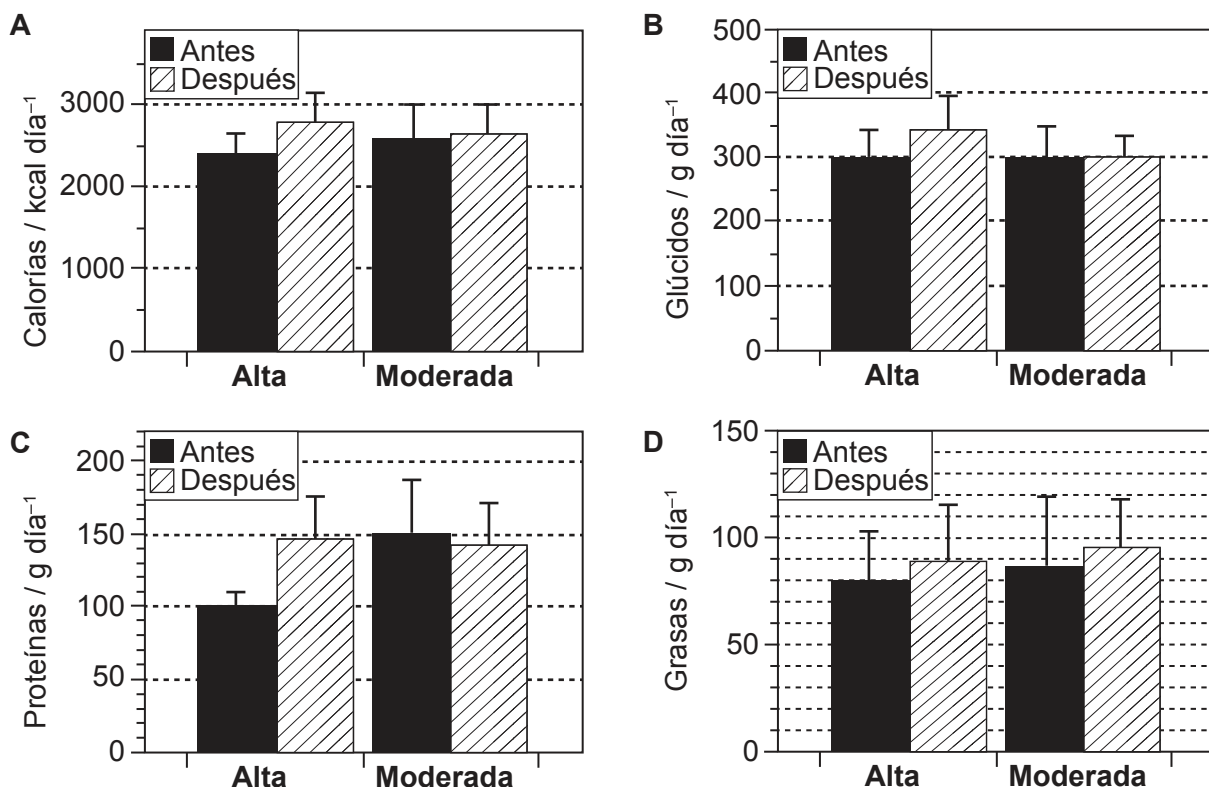 A
Antes
Después
Calorías / kcal día⁻¹
3000
2000
1000
0
Alta Moderada
B
Antes
Después
Glúcidos / g día⁻¹
500
400
300
200
100
0
Alta Moderada
C
Antes
Después
Proteínas / g día⁻¹
200
150
100
50
0
Alta Moderada
D
Antes
Después
Grasas / g día⁻¹
150
100
50
0
Alta Moderada